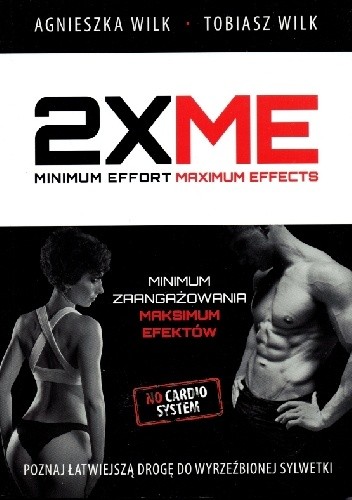 AGNIESZKA WILK · TOBIASZ WILK
2XME
MINIMUM EFFORT MAXIMUM EFFECTS
MINIMUM
ZAANGAŻOWANIA
MAKSIMUM
EFEKTÓW
NO CARDIO
SYSTEM
POZNAJ ŁATWIEJSZĄ DROGĘ DO WYRZEŹBIONEJ SYLWETKI